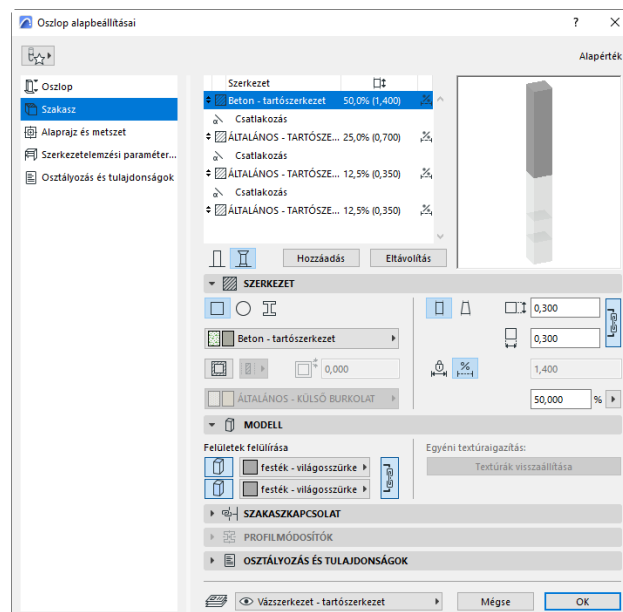 Oszlop alapbeállításai
?
Alapérték
Oszlop
Szakasz
Alaprajz és metszet
Szerkezetelemzési paraméter...
Osztályozás és tulajdonságok
Szerkezet
Beton - tartószerkezet 50,0% (1,400)
Csatlakozás
ÁLTALÁNOS - TARTÓSZE... 25,0% (0,700)
Csatlakozás
ÁLTALÁNOS - TARTÓSZE... 12,5% (0,350)
Csatlakozás
ÁLTALÁNOS - TARTÓSZE... 12,5% (0,350)
Hozzáadás Eltávolítás
SZERKEZET
0,300
Beton - tartószerkezet 0,300
0,000 % 1,400
ÁLTALÁNOS - KÜLSŐ BURKOLAT 50,000 %
MODELL
Felületek felülírása Egyéni textúraigazítás:
festék - világosszürke Textúrák visszaállítása
festék - világosszürke
SZAKASZKAPCSOLAT
PROFILMÓDOSÍTÓK
OSZTÁLYOZÁS ÉS TULAJDONSÁGOK
Vázszerkezet - tartószerkezet Mégse OK